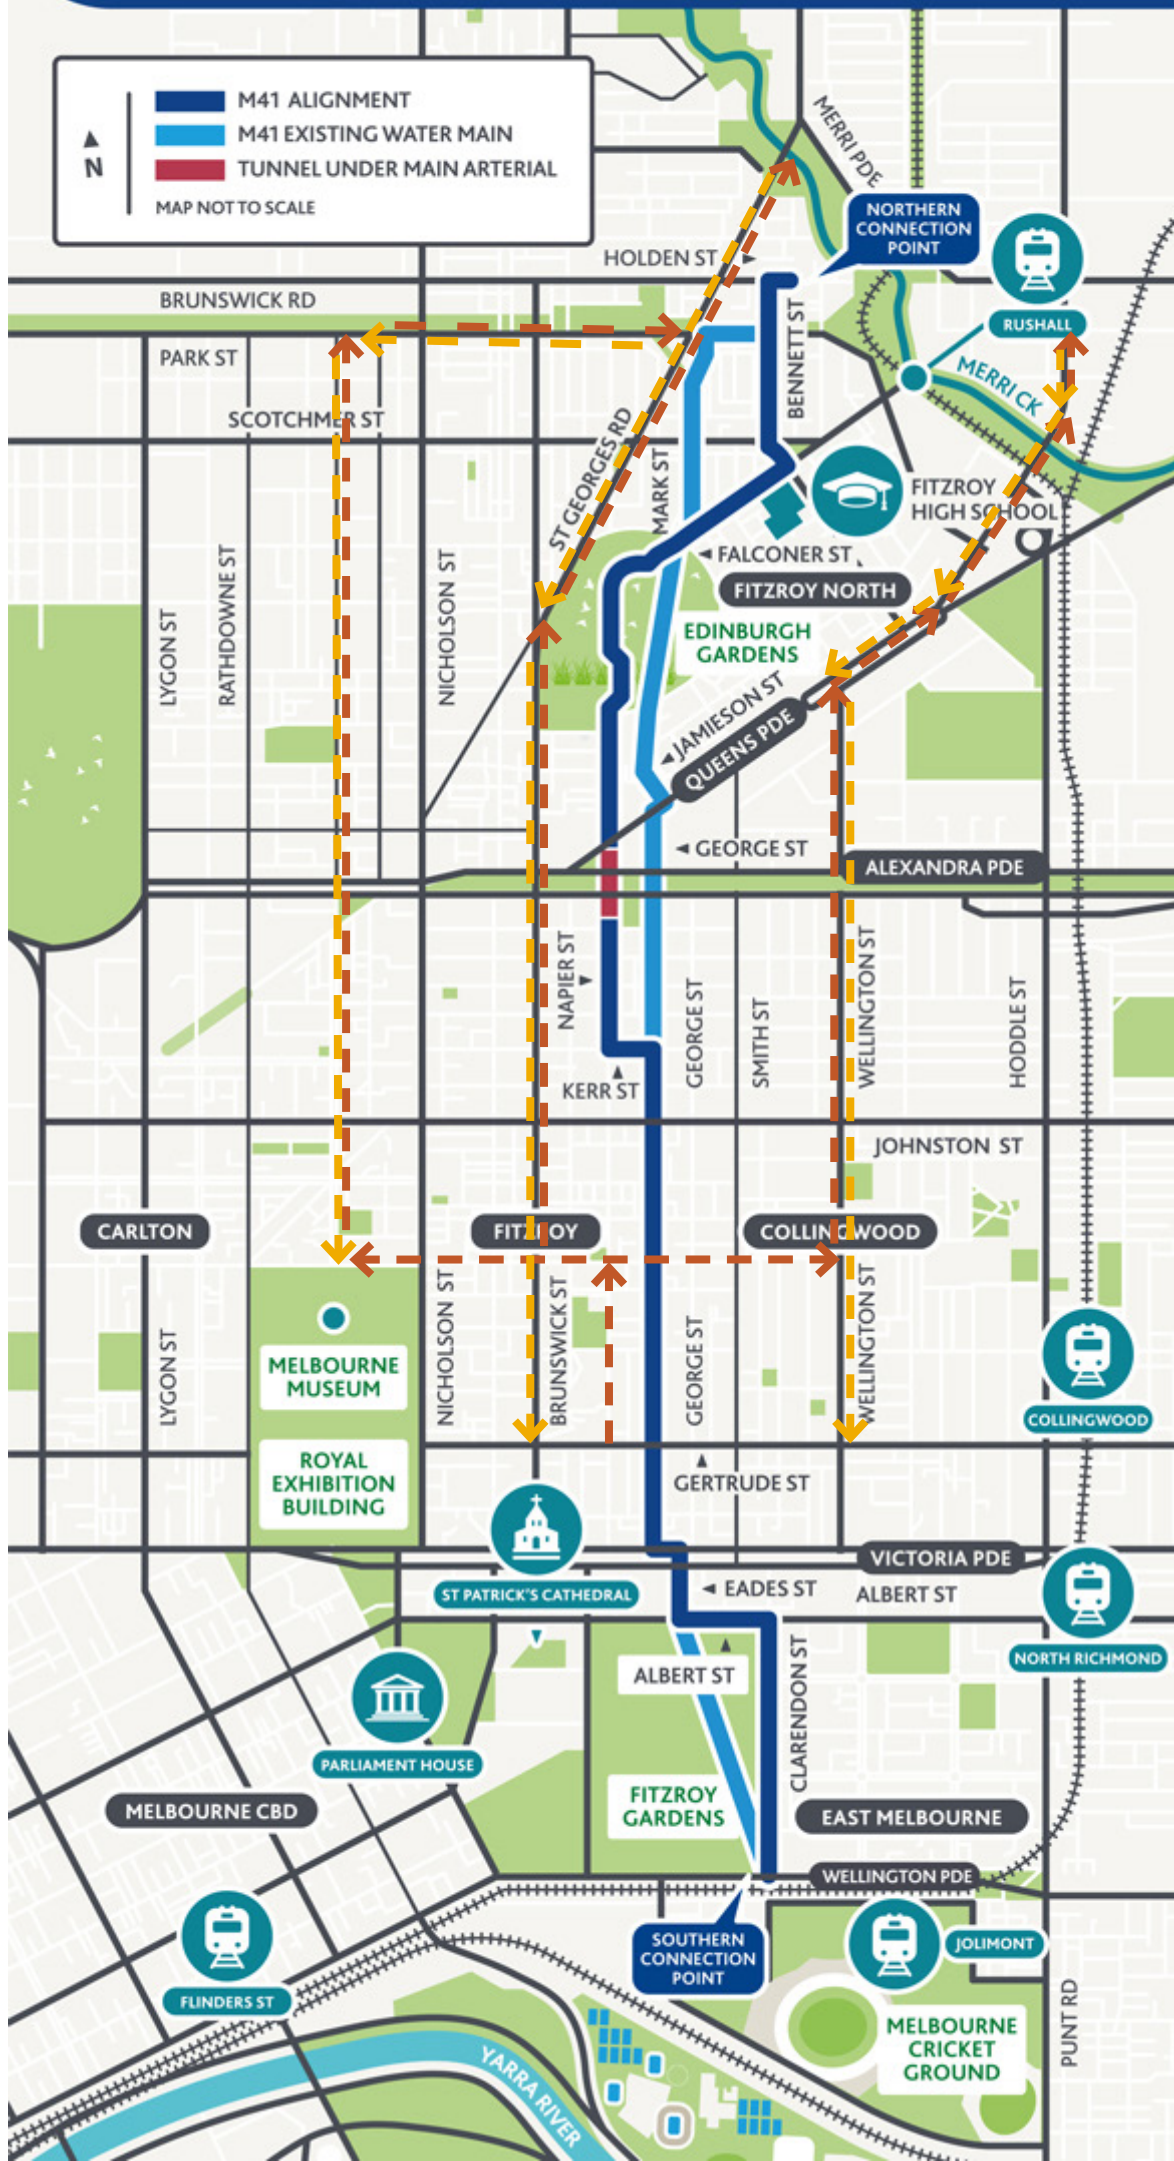 M41 ALIGNMENT
M41 EXISTING WATER MAIN
TUNNEL UNDER MAIN ARTERIAL
N
MAP NOT TO SCALE
MERRI PDE
NORTHERN
CONNECTION
POINT
HOLDEN ST
BRUNSWICK RD
RUSHALL
PARK ST
BENNETT ST
MERRI CK
SCOTCHMER ST
ST GEORGES RD
MARK ST
FITZROY
HIGH SCHOOL
FALCONER ST
FITZROY NORTH
LYGON ST
RATHDOWNE ST
NICHOLSON ST
EDINBURGH
GARDENS
JAMIESON ST
QUEENS PDE
GEORGE ST
ALEXANDRA PDE
NAPIER ST
GEORGE ST
SMITH ST
WELLINGTON ST
HODDLE ST
KERR ST
JOHNSTON ST
CARLTON
FITZROY
COLLINGWOOD
LYGON ST
MELBOURNE
MUSEUM
NICHOLSON ST
BRUNSWICK ST
GEORGE ST
WELLINGTON ST
COLLINGWOOD
ROYAL
EXHIBITION
BUILDING
GERTRUDE ST
VICTORIA PDE
ST PATRICK'S CATHEDRAL
EADES ST
ALBERT ST
NORTH RICHMOND
ALBERT ST
CLARENDON ST
PARLIAMENT HOUSE
MELBOURNE CBD
FITZROY
GARDENS
EAST MELBOURNE
WELLINGTON PDE
SOUTHERN
CONNECTION
POINT
JOLIMONT
FLINDERS ST
MELBOURNE
CRICKET
GROUND
PUNT RD
YARRA RIVER